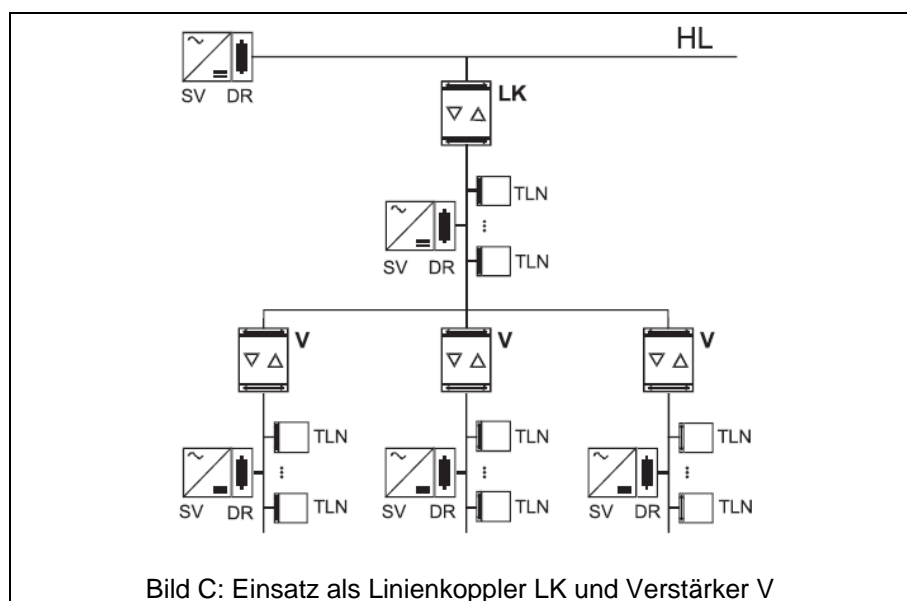 HL
SV DR
LK
TLN
TLN
SV DR
V V V
TLN TLN TLN
SV DR SV DR SV DR
TLN TLN TLN
Bild C: Einsatz als Linienkoppler LK und Verstärker V